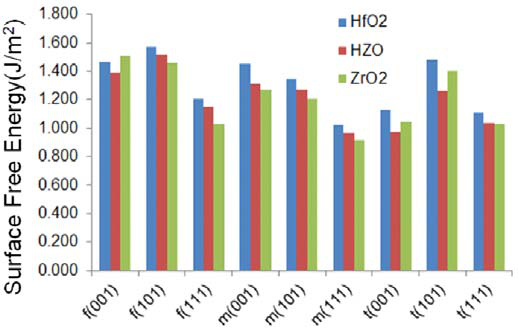 Surface Free Energy(J/m²)
1.800
1.600
1.400
1.200
1.000
0.800
0.600
0.400
0.200
0.000
HfO2
HZO
ZrO2
f(001)
f(101)
f(111)
m(001)
m(101)
m(111)
t(001)
t(101)
t(111)